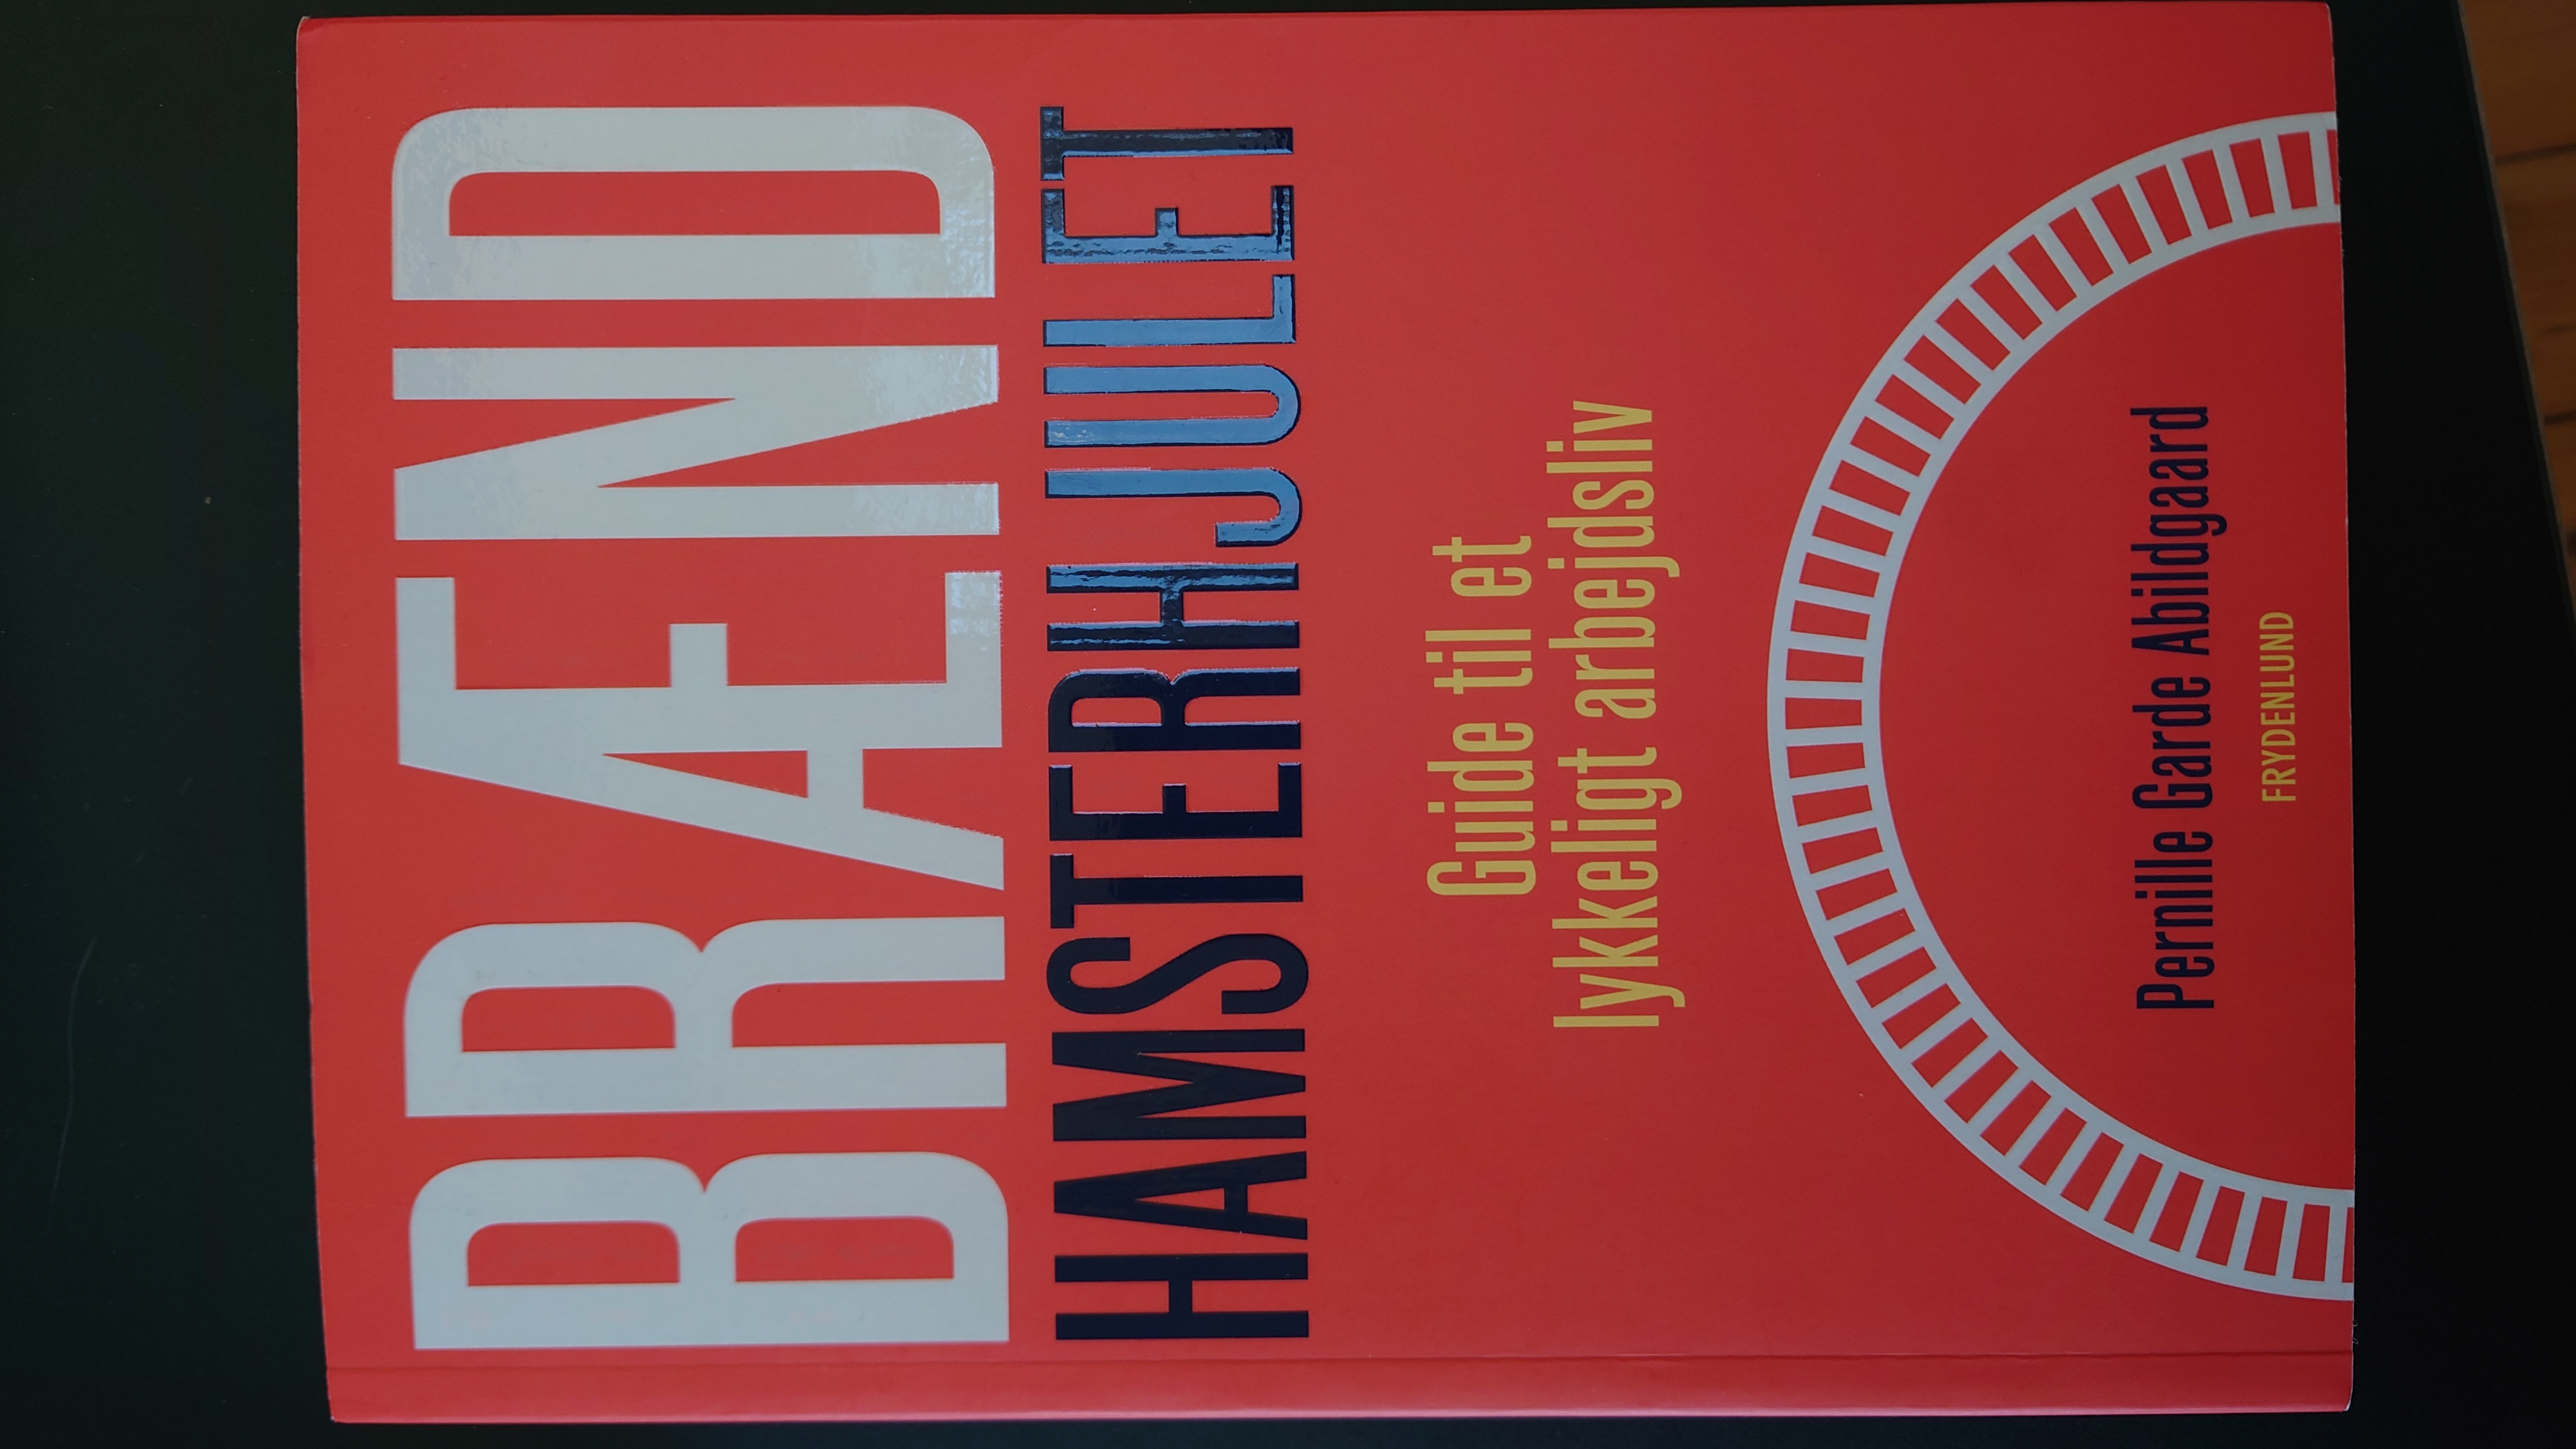 BRÆND
HAMSTERHJULET
Guide til et
lykkeligt arbejdsliv
Pernille Garde Abildgaard
FRYDENLUND